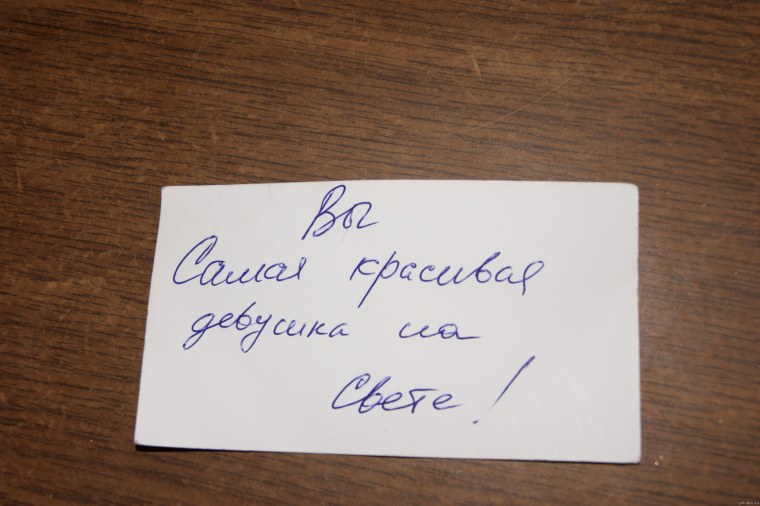 Вы
Самая красивая
девушка на
Свете!